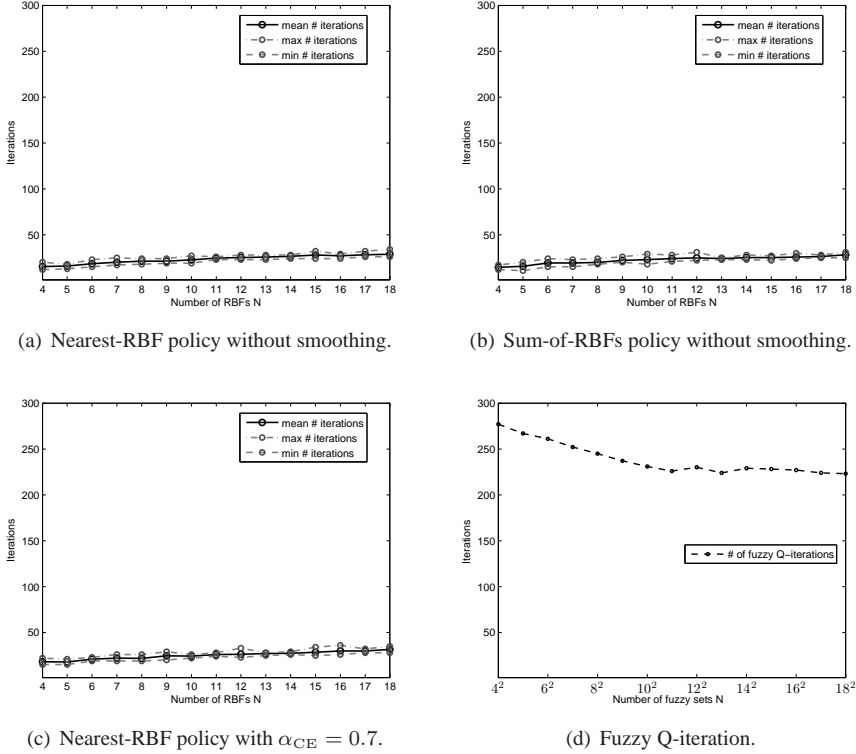 300
250
200
150
100
50
Iterations
mean # iterations
max # iterations
min # iterations
4 5 6 7 8 9 10 11 12 13 14 15 16 17 18
Number of RBFs N
(a) Nearest-RBF policy without smoothing.
300
250
200
150
100
50
Iterations
mean # iterations
max # iterations
min # iterations
4 5 6 7 8 9 10 11 12 13 14 15 16 17 18
Number of RBFs N
(b) Sum-of-RBFs policy without smoothing.
300
250
200
150
100
50
Iterations
mean # iterations
max # iterations
min # iterations
4 5 6 7 8 9 10 11 12 13 14 15 16 17 18
Number of RBFs N
(c) Nearest-RBF policy with α_CE = 0.7.
300
250
200
150
100
50
Iterations
# of fuzzy Q−iterations
4² 6² 8² 10² 12² 14² 16² 18²
Number of fuzzy sets N
(d) Fuzzy Q-iteration.